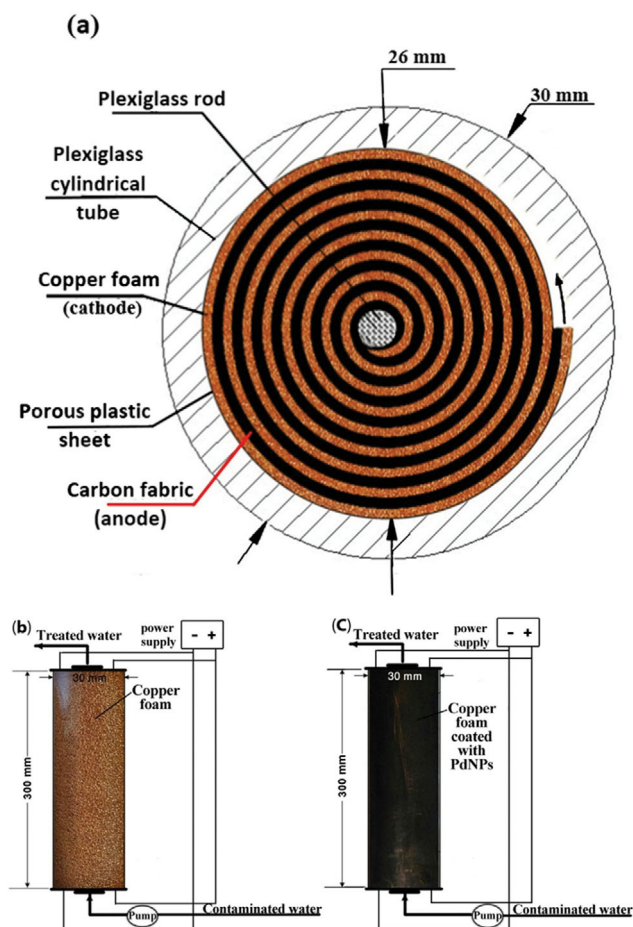 (a)
26 mm
30 mm
Plexiglass rod
Plexiglass
cylindrical
tube
Copper foam
(cathode)
Porous plastic
sheet
Carbon fabric
(anode)
(b)
Treated water
power
supply
- +
30 mm
Copper
foam
300 mm
Pump
Contaminated water
(C)
Treated water
power
supply
- +
30 mm
Copper
foam
coated
with
PdNPs
300 mm
Pump
Contaminated water